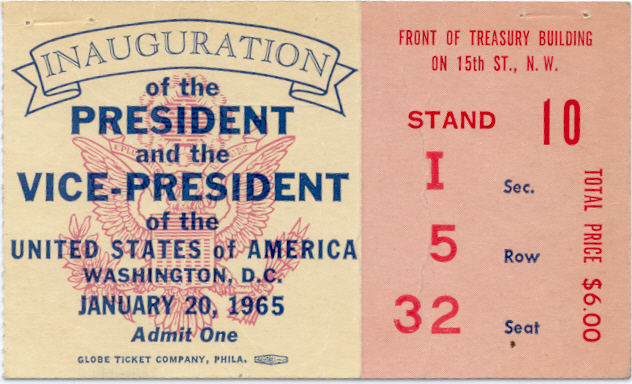 INAUGURATION
of the
PRESIDENT
and the
VICE-PRESIDENT
of the
UNITED STATES of AMERICA
WASHINGTON, D.C.
JANUARY 20, 1965
Admit One
GLOBE TICKET COMPANY, PHILA.
FRONT OF TREASURY BUILDING
ON 15th ST., N. W.
STAND 10
I Sec.
5 Row
32 Seat
TOTAL PRICE $6.00